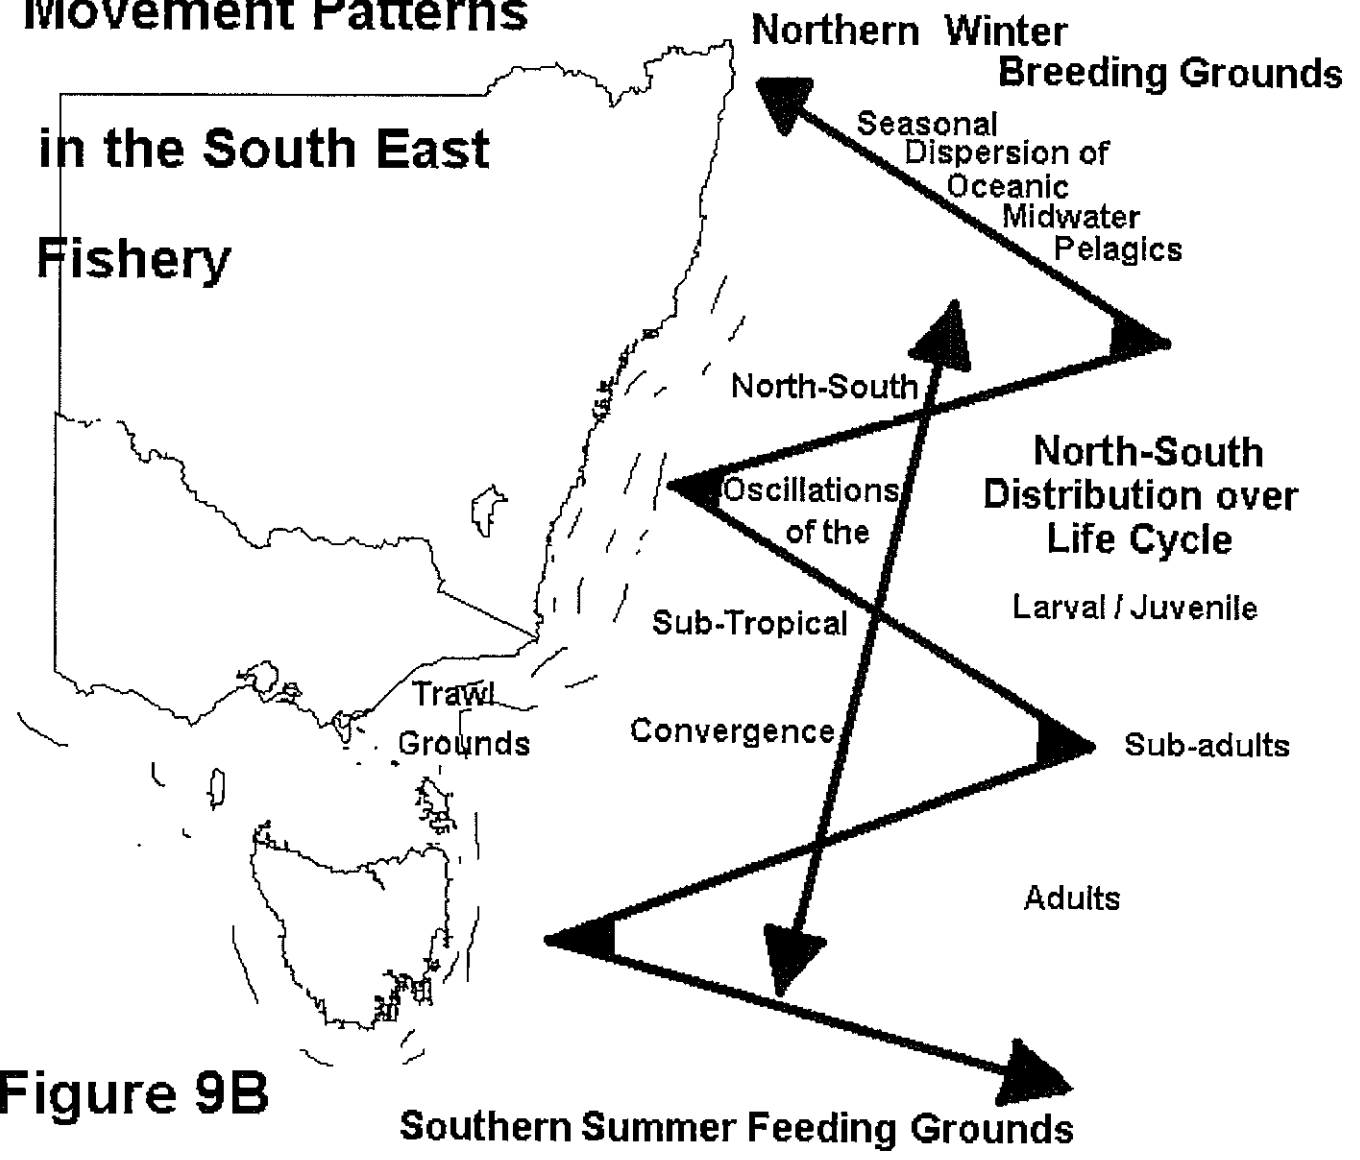 Movement Patterns
in the South East
Fishery
Northern Winter
Breeding Grounds
Seasonal
Dispersion of
Oceanic
Midwater
Pelagics
North-South
Oscillations
of the
Sub-Tropical
Convergence
North-South
Distribution over
Life Cycle
Larval / Juvenile
Sub-adults
Adults
Trawl
Grounds
Figure 9B
Southern Summer Feeding Grounds